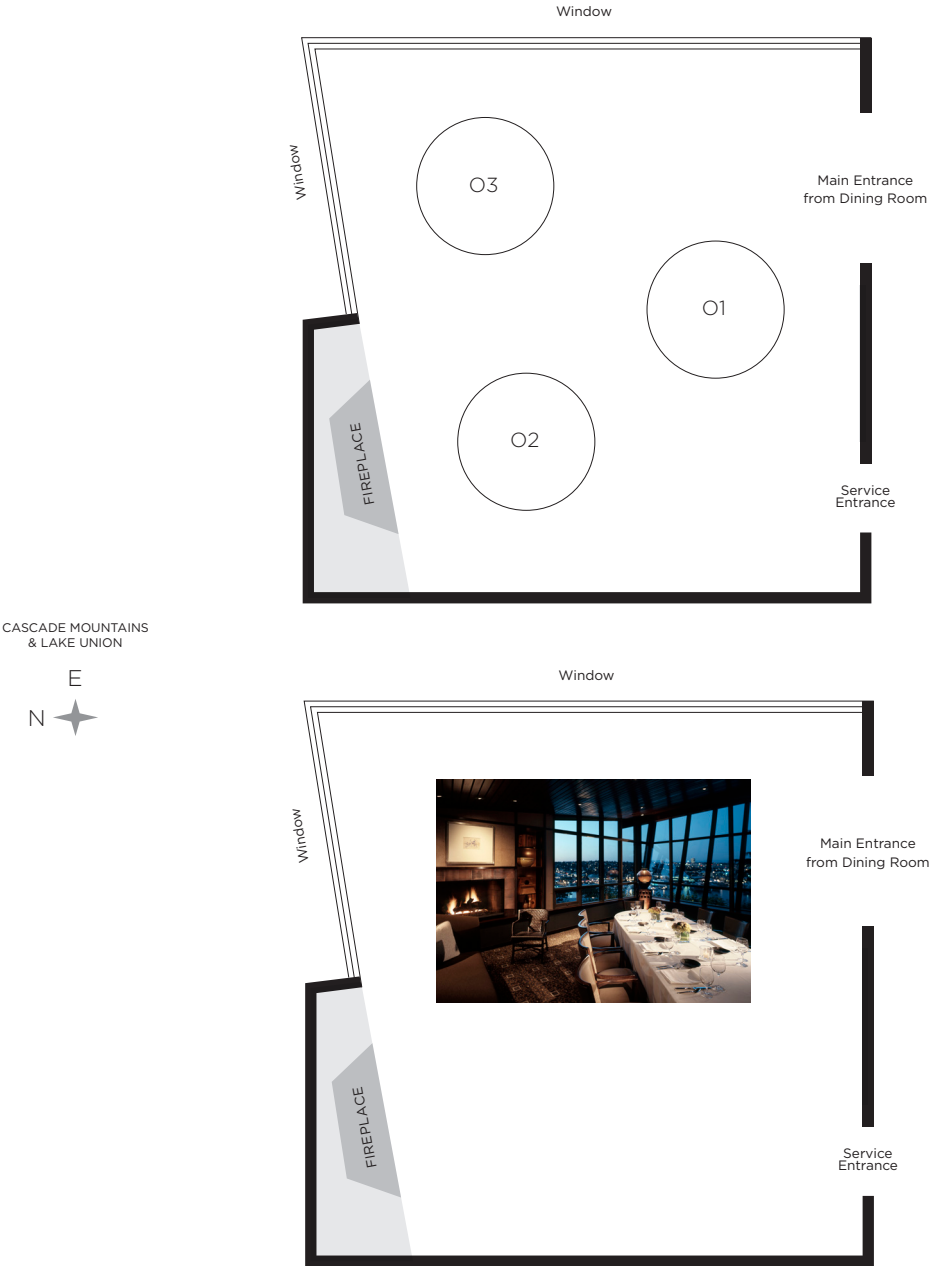 Window
Window
O3
Main Entrance
from Dining Room
O1
FIREPLACE
O2
Service
Entrance
CASCADE MOUNTAINS
& LAKE UNION
E
N
Window
Window
Main Entrance
from Dining Room
FIREPLACE
Service
Entrance